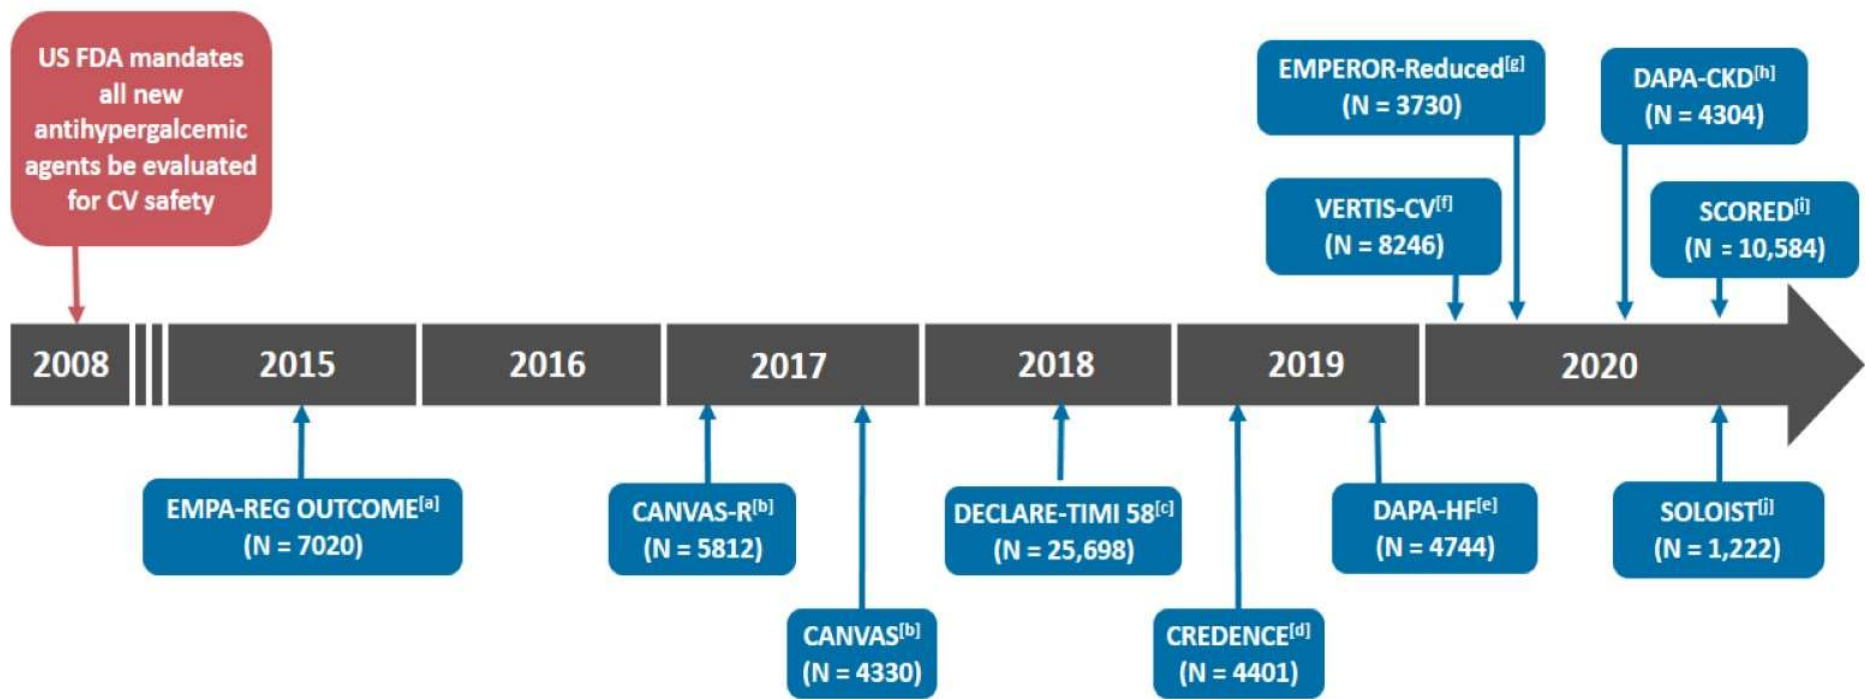 US FDA mandates
all new
antihypergalcemic
agents be evaluated
for CV safety
EMPEROR-Reduced[g]
(N = 3730)
DAPA-CKD[h]
(N = 4304)
VERTIS-CV[f]
(N = 8246)
SCORED[i]
(N = 10,584)
2008
2015
2016
2017
2018
2019
2020
EMPA-REG OUTCOME[a]
(N = 7020)
CANVAS-R[b]
(N = 5812)
DECLARE-TIMI 58[c]
(N = 25,698)
DAPA-HF[e]
(N = 4744)
SOLOIST[j]
(N = 1,222)
CANVAS[b]
(N = 4330)
CREDENCE[d]
(N = 4401)